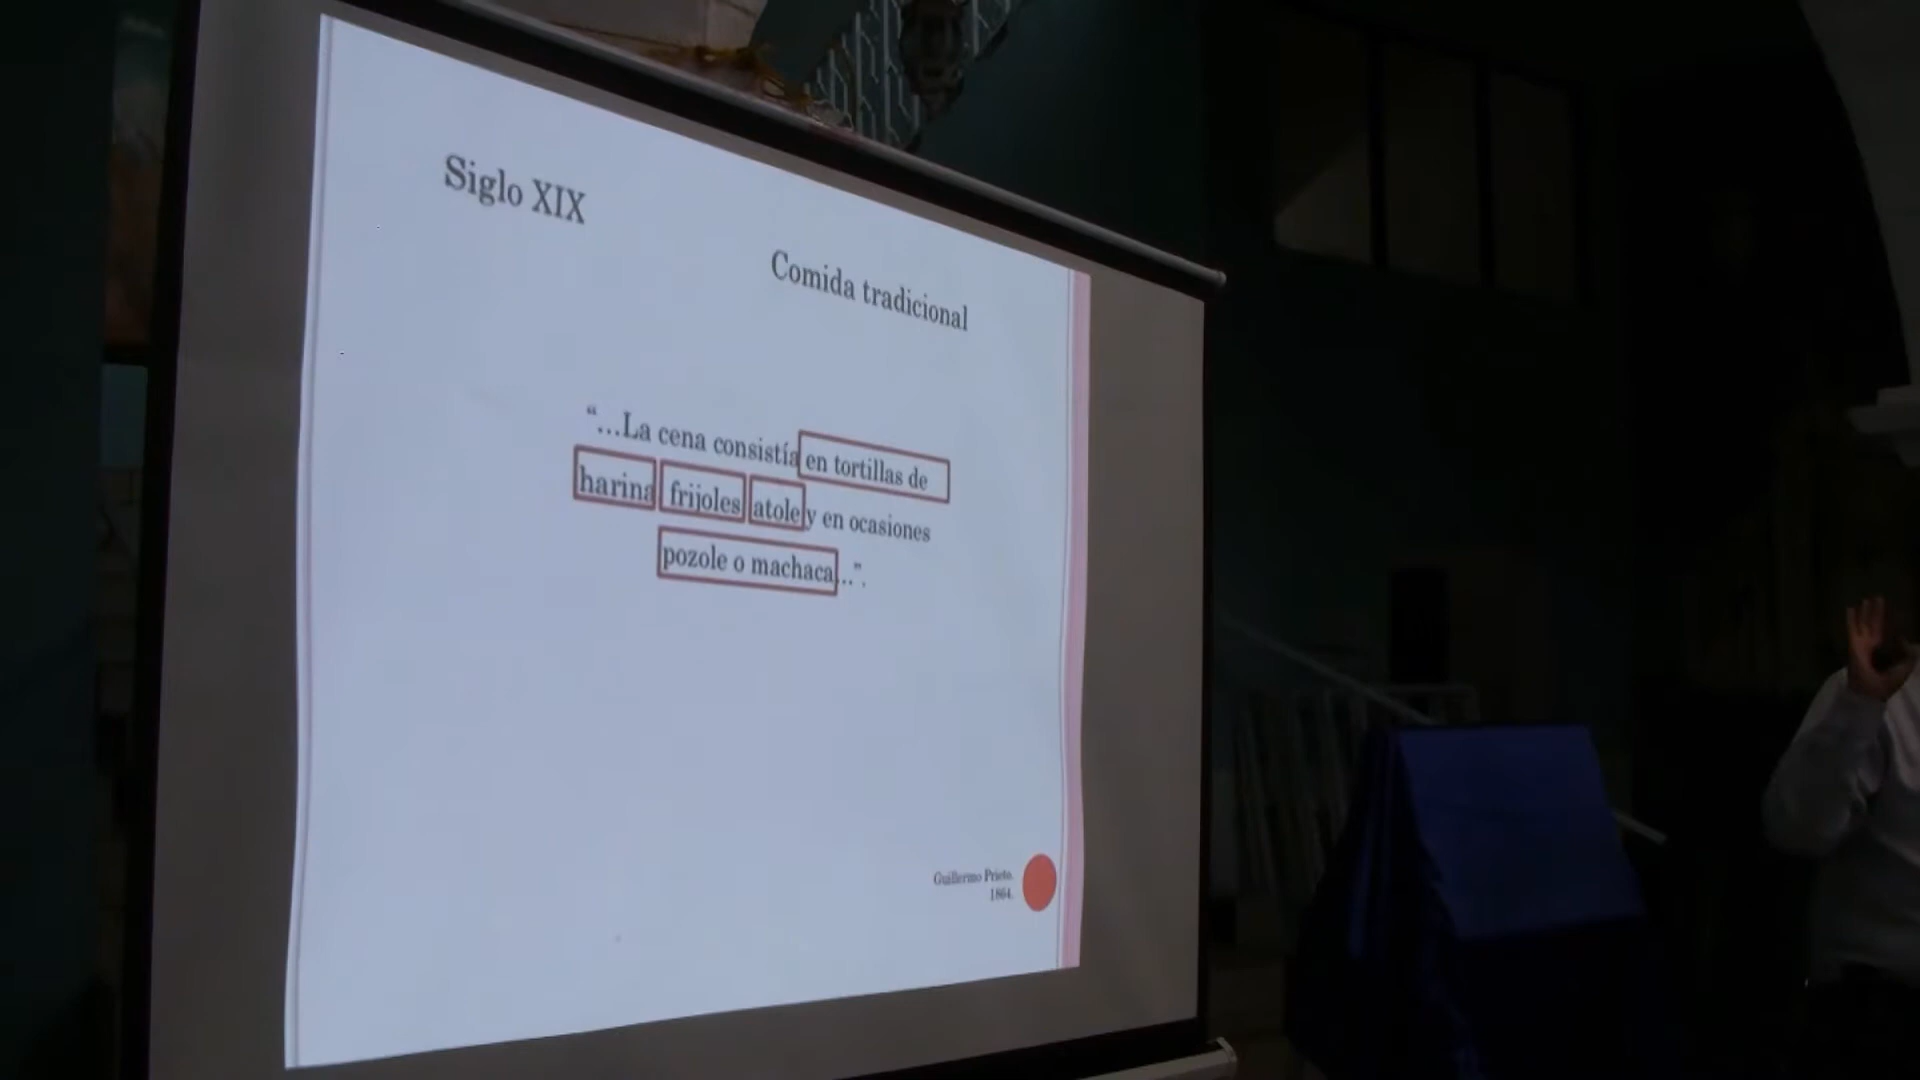 Siglo XIX
Comida tradicional
“...La cena consistía en tortillas de
harina frijoles atole y en ocasiones
pozole o machaca...”.
Guillermo Prieto.
1864.